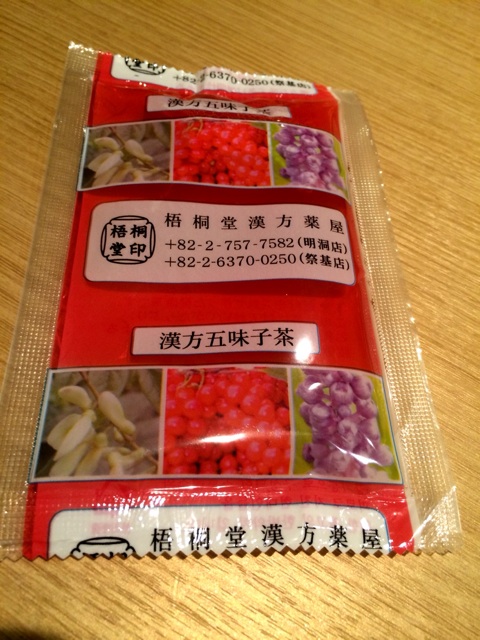 堂印
+82-2-6370-0250(祭基店)
漢方五味子茶
梧桐
堂印
梧桐堂漢方薬屋
+82-2-757-7582(明洞店)
+82-2-6370-0250(祭基店)
漢方五味子茶
梧桐堂漢方薬屋